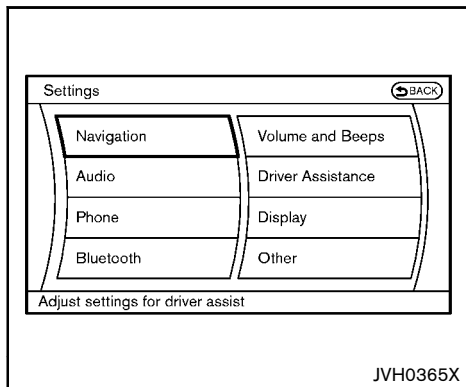 Settings
BACK
Navigation
Volume and Beeps
Audio
Driver Assistance
Phone
Display
Bluetooth
Other
Adjust settings for driver assist
JVH0365X